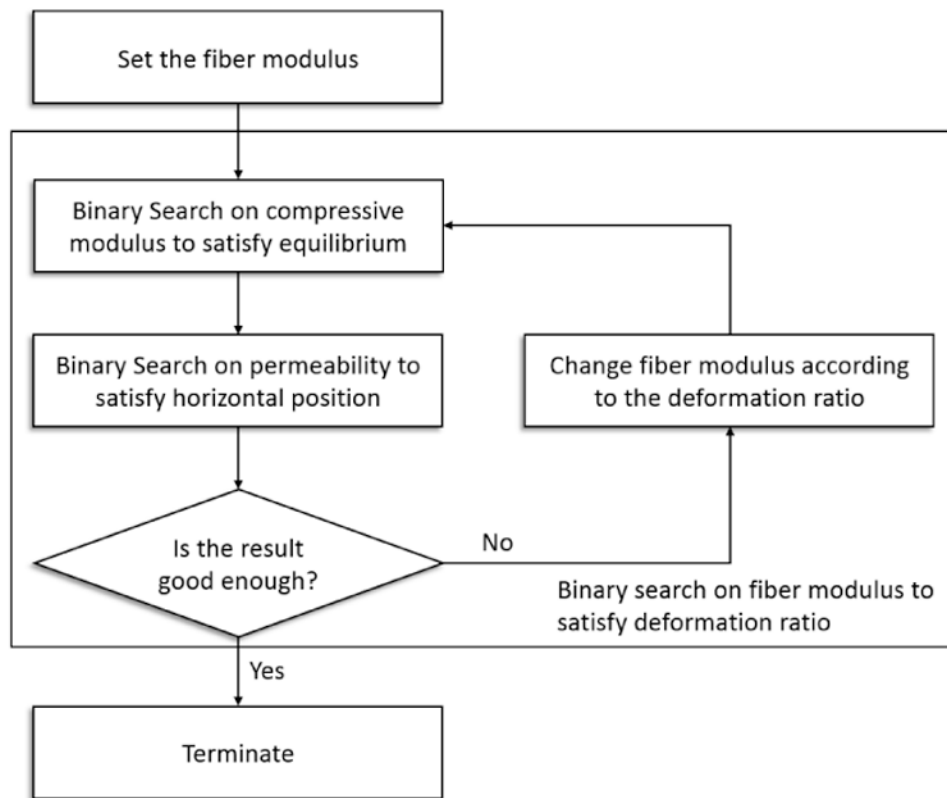 Set the fiber modulus
Binary Search on compressive
modulus to satisfy equilibrium
Binary Search on permeability to
satisfy horizontal position
Change fiber modulus according
to the deformation ratio
Is the result
good enough?
No
Binary search on fiber modulus to
satisfy deformation ratio
Yes
Terminate